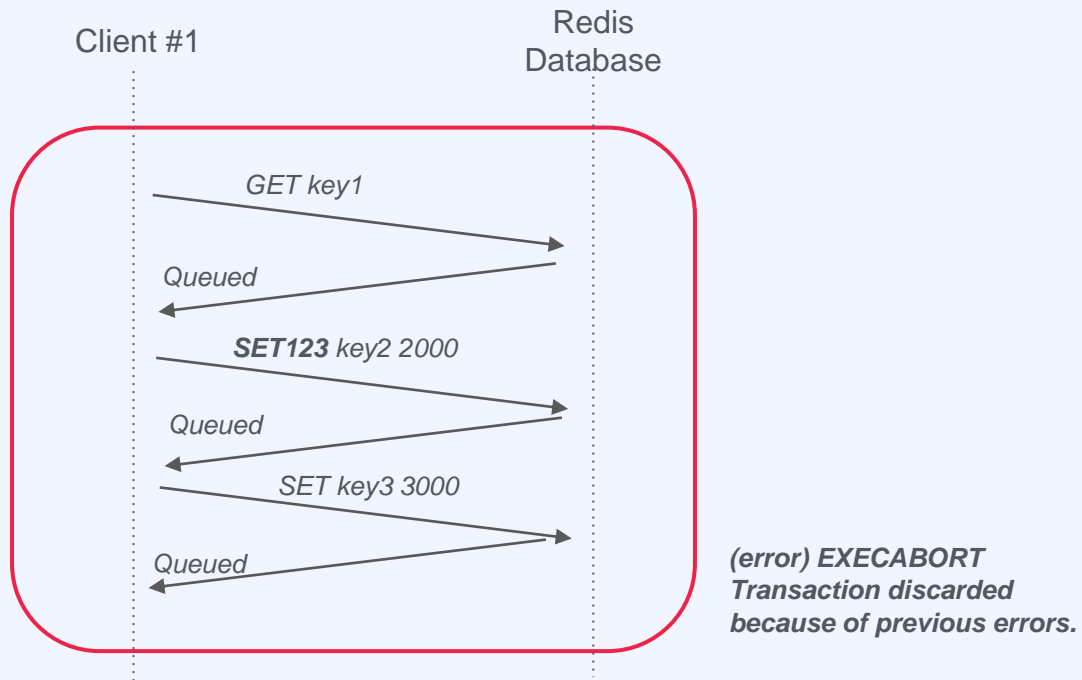 Client #1
Redis
Database
GET key1
Queued
SET123 key2 2000
Queued
SET key3 3000
Queued
(error) EXECABORT
Transaction discarded
because of previous errors.